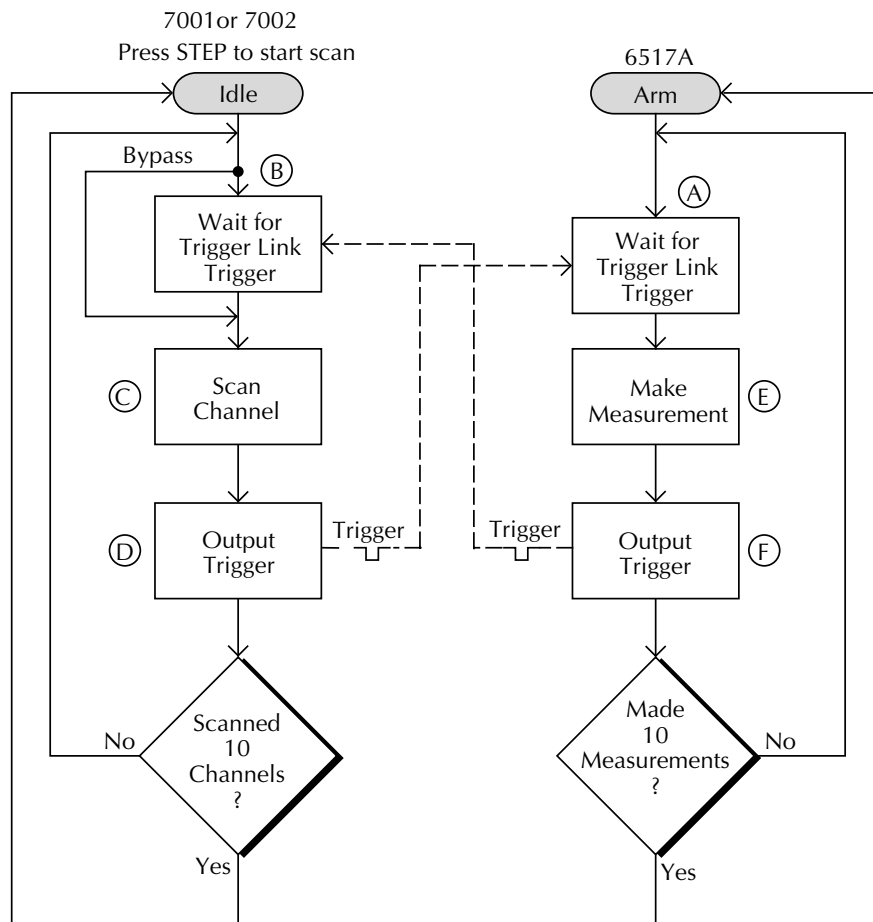 7001or 7002
Press STEP to start scan
Idle
Bypass
B
Wait for
Trigger Link
Trigger
C
Scan
Channel
D
Output
Trigger
Trigger
Scanned
10
Channels
?
No
Yes
6517A
Arm
A
Wait for
Trigger Link
Trigger
Make
Measurement
E
Trigger
Output
Trigger
F
Made
10
Measurements
?
No
Yes